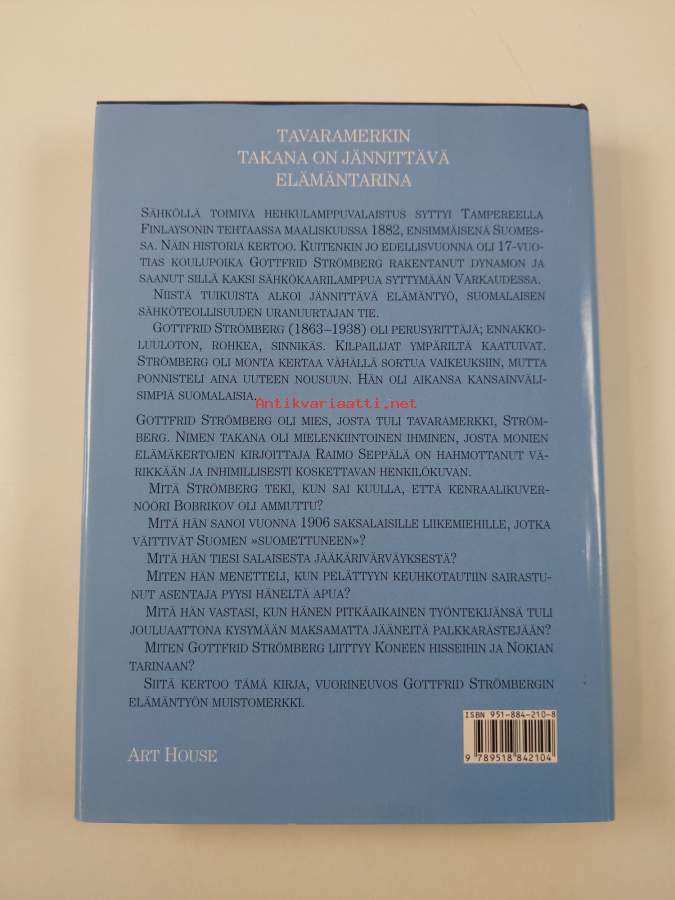 TAVARAMERKIN
TAKANA ON JÄNNITTÄVÄ
ELÄMÄNTARINA
SÄHKÖLLÄ TOIMIVA HEHKULAMPPUVALAISTUS SYTTYI TAMPEREELLA
FINLAYSONIN TEHTAASSA MAALISKUUSSA 1882, ENSIMMÄISENÄ SUOMES-
SA. NÄIN HISTORIA KERTOO. KUITENKIN JO EDELLISVUONNA OLI 17-VUO-
TIAS KOULUPOIKA GOTTFRID STRÖMBERG RAKENTANUT DYNAMON JA
SAANUT SILLÄ KAKSI SÄHKÖKAARILAMPPUA SYTTYMÄÄN VARKAUDESSA.
NIISTÄ TUIKUISTA ALKOI JÄNNITTÄVÄ ELÄMÄNTYÖ, SUOMALAISEN
SÄHKÖTEOLLISUUDEN URANUURTAJAN TIE.
GOTTFRID STRÖMBERG (1863–1938) OLI PERUSYRITTÄJÄ; ENNAKKO-
LUULOTON, ROHKEA, SINNIKÄS. KILPAILIJAT YMPÄRILTÄ KAATUIVAT.
STRÖMBERG OLI MONTA KERTAA VÄHÄLLÄ SORTUA VAIKEUKSIIN, MUTTA
PONNISTELI AINA UUTEEN NOUSUUN. HÄN OLI AIKANSA KANSAINVÄLI-
SIMPIÄ SUOMALAISIA.
Antikvariaatti.net
GOTTFRID STRÖMBERG OLI MIES, JOSTA TULI TAVARAMERKKI, STRÖM-
BERG. NIMEN TAKANA OLI MIELENKIINTOINEN IHMINEN, JOSTA MONIEN
ELÄMÄKERTOJEN KIRJOITTAJA RAIMO SEPPÄLÄ ON HAHMOTTANUT VÄ-
RIKKÄÄN JA INHIMILLISESTI KOSKETTAVAN HENKILÖKUVAN.
MITÄ STRÖMBERG TEKI, KUN SAI KUULLA, ETTÄ KENRAALIKUVER-
NÖÖRI BOBRIKOV OLI AMMUTTU?
MITÄ HÄN SANOI VUONNA 1906 SAKSALAISILLE LIIKEMIEHILLE, JOTKA
VÄITTIVÄT SUOMEN »SUOMETTUNEEN»?
MITÄ HÄN TIESI SALAISESTA JÄÄKÄRIVÄRVÄYKSESTÄ?
MITEN HÄN MENETTELI, KUN PELÄTTYYN KEUHKOTAUTIIN SAIRASTU-
NUT ASENTAJA PYYSI HÄNELTÄ APUA?
MITÄ HÄN VASTASI, KUN HÄNEN PITKÄAIKAINEN TYÖNTEKIJÄNSÄ TULI
JOULUAATTONA KYSYMÄÄN MAKSAMATTA JÄÄNEITÄ PALKKARÄSTEJÄÄN?
MITEN GOTTFRID STRÖMBERG LIITTYY KONEEN HISSEIHIN JA NOKIAN
TARINAAN?
SIITÄ KERTOO TÄMÄ KIRJA, VUORINEUVOS GOTTFRID STRÖMBERGIN
ELÄMÄNTYÖN MUISTOMERKKI.
ISBN 951-884-210-8
9 789518 842104
ART HOUSE